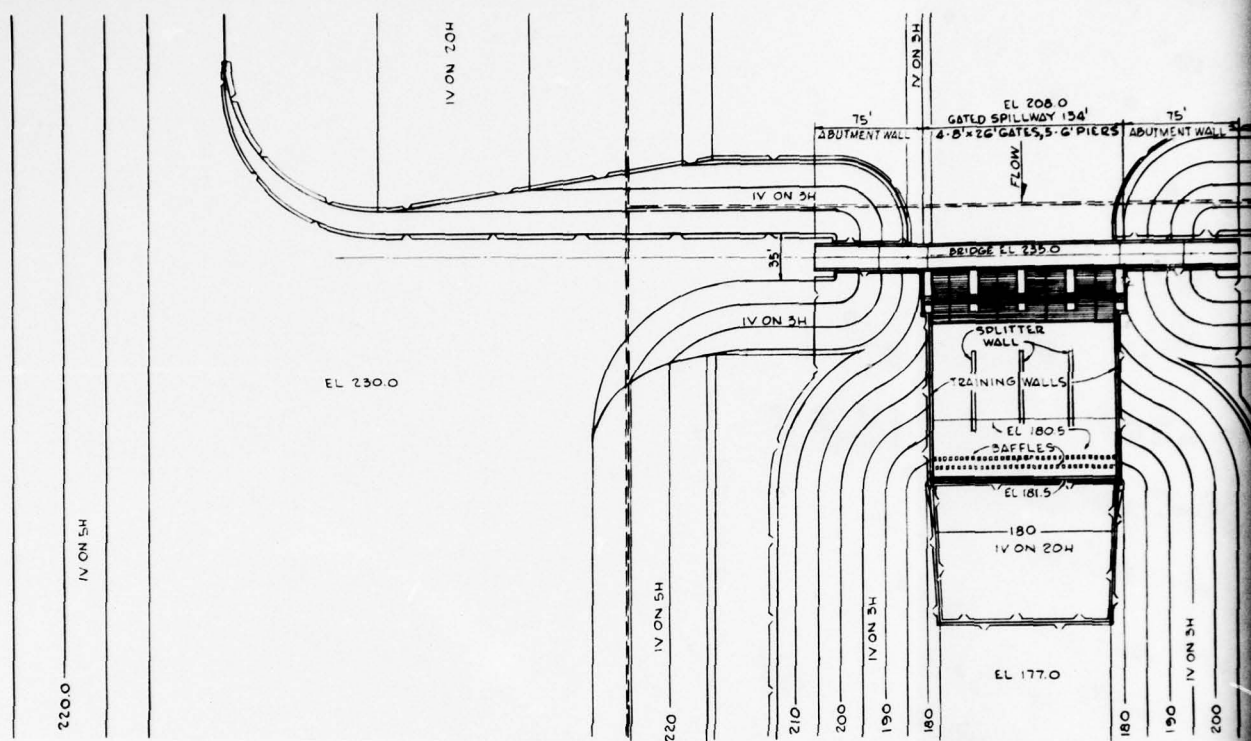 1V ON 20H
1V ON 3H
EL 208.0
GATED SPILLWAY 134'
4-8'x26' GATES, 5-6' PIERS
75'
ABUTMENT WALL
75'
ABUTMENT WALL
FLOW
1V ON 3H
BRIDGE EL 235.0
35'
1V ON 3H
SPLITTER
WALL
EL 230.0
TRAINING WALLS
EL 180.5
BAFFLES
EL 181.5
180
1V ON 20H
1V ON 5H
1V ON 5H
1V ON 3H
1V ON 3H
EL 177.0
220.0
220
210
200
190
180
180
190
200